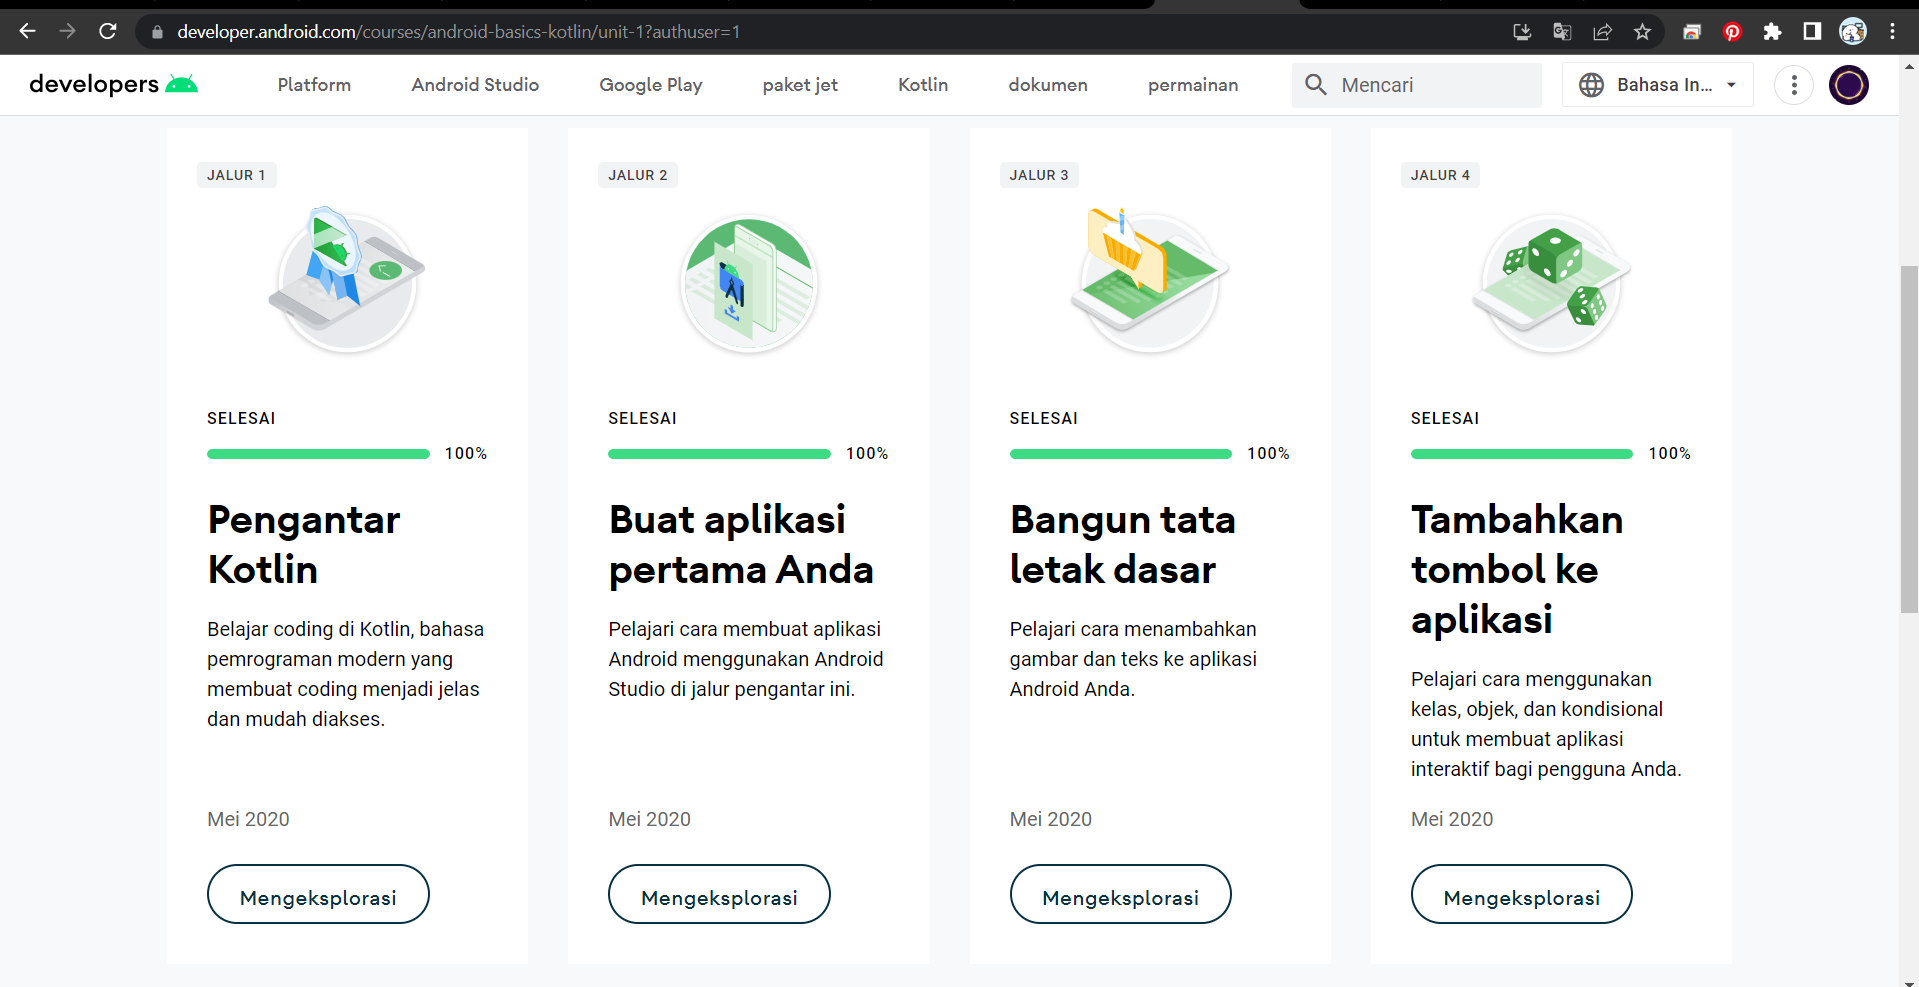 developer.android.com/courses/android-basics-kotlin/unit-1?authuser=1
developers
Platform
Android Studio
Google Play
paket jet
Kotlin
dokumen
permainan
Mencari
Bahasa In...
JALUR 1
SELESAI
100%
Pengantar
Kotlin
Belajar coding di Kotlin, bahasa
pemrograman modern yang
membuat coding menjadi jelas
dan mudah diakses.
Mei 2020
Mengeksplorasi
JALUR 2
SELESAI
100%
Buat aplikasi
pertama Anda
Pelajari cara membuat aplikasi
Android menggunakan Android
Studio di jalur pengantar ini.
Mei 2020
Mengeksplorasi
JALUR 3
SELESAI
100%
Bangun tata
letak dasar
Pelajari cara menambahkan
gambar dan teks ke aplikasi
Android Anda.
Mei 2020
Mengeksplorasi
JALUR 4
SELESAI
100%
Tambahkan
tombol ke
aplikasi
Pelajari cara menggunakan
kelas, objek, dan kondisional
untuk membuat aplikasi
interaktif bagi pengguna Anda.
Mei 2020
Mengeksplorasi